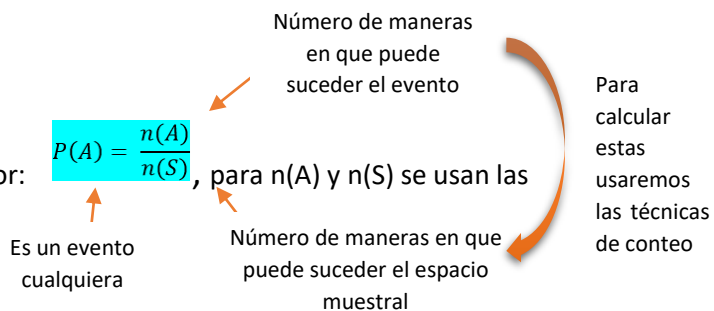 Número de maneras
en que puede
suceder el evento
Para
calcular
estas
usaremos
las técnicas
de conteo
or: P(A) = n(A)/n(S), para n(A) y n(S) se usan las
Es un evento
cualquiera
Número de maneras en que
puede suceder el espacio
muestral